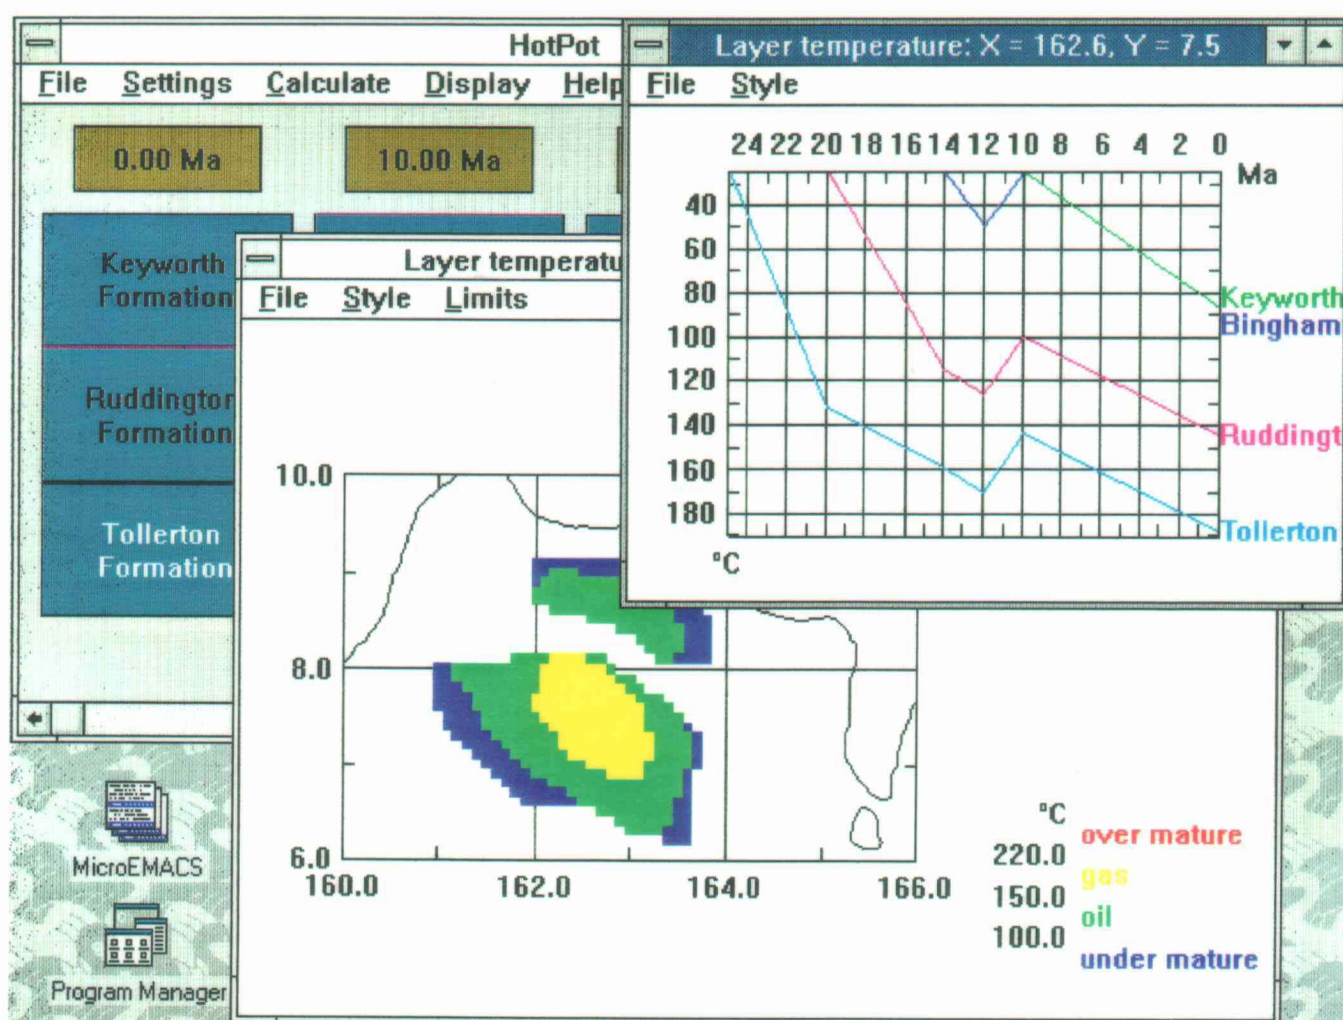 HotPot
File Settings Calculate Display Help
0.00 Ma
10.00 Ma
Keyworth
Formation
Ruddington
Formation
Tollerton
Formation
Layer temperatu
File Style Limits
10.0
8.0
6.0
160.0 162.0 164.0 166.0
°C
over mature
220.0
gas
150.0
oil
100.0
under mature
Layer temperature: X = 162.6, Y = 7.5
File Style
24 22 20 18 16 14 12 10 8 6 4 2 0
Ma
40
60
80
100
120
140
160
180
°C
Keyworth
Bingham
Ruddingt
Tollerton
MicroEMACS
Program Manager